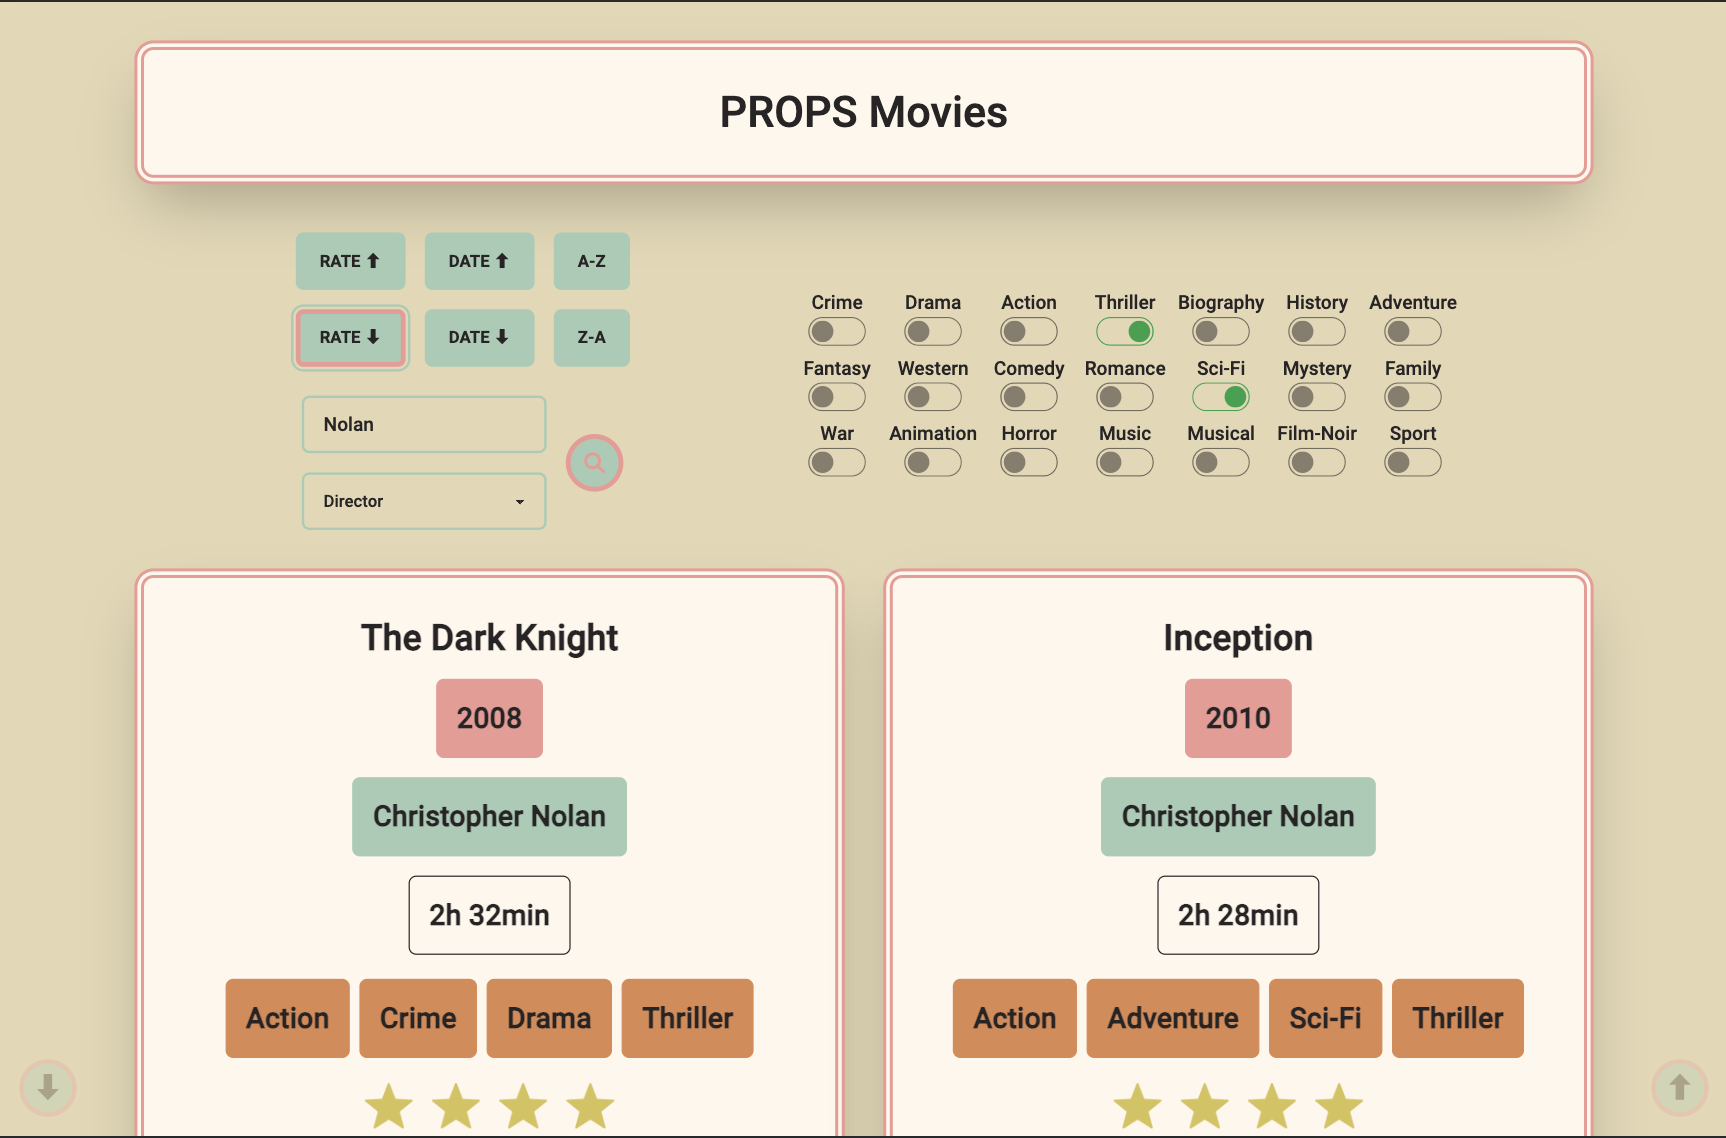 PROPS Movies
RATE ⬆ DATE ⬆ A-Z
RATE ⬇ DATE ⬇ Z-A
Nolan
Director
Crime Drama Action Thriller Biography History Adventure
Fantasy Western Comedy Romance Sci-Fi Mystery Family
War Animation Horror Music Musical Film-Noir Sport
The Dark Knight
2008
Christopher Nolan
2h 32min
Action Crime Drama Thriller
Inception
2010
Christopher Nolan
2h 28min
Action Adventure Sci-Fi Thriller